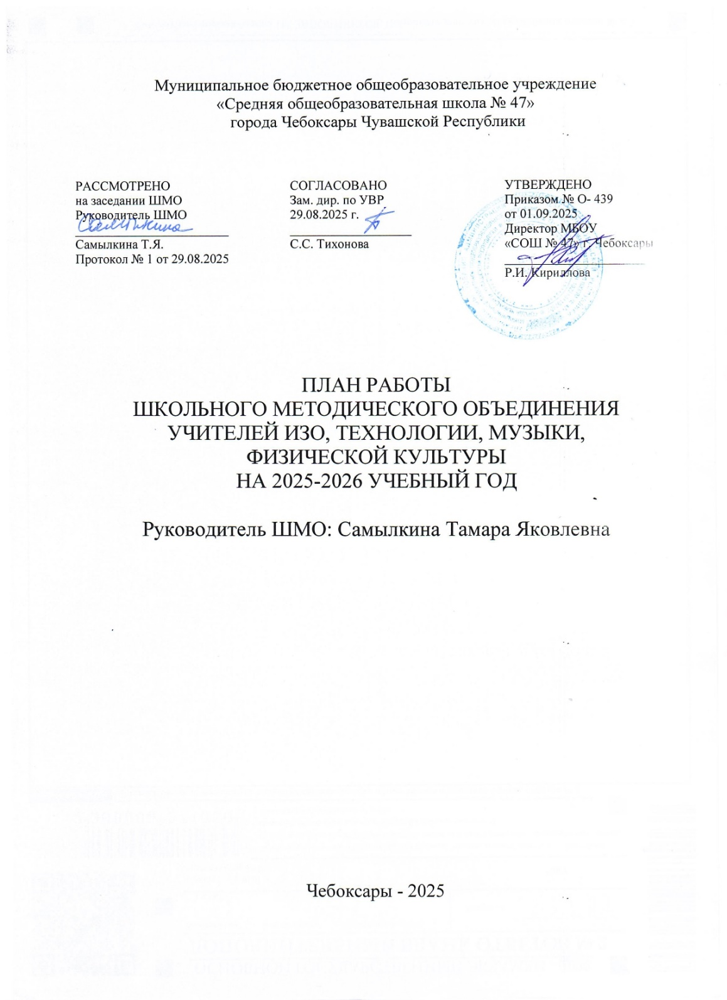 Муниципальное бюджетное общеобразовательное учреждение
«Средняя общеобразовательная школа № 47»
города Чебоксары Чувашской Республики
РАССМОТРЕНО
на заседании ШМО
Руководитель ШМО
Самылкина
Самылкина Т.Я.
Протокол № 1 от 29.08.2025
СОГЛАСОВАНО
Зам. дир. по УВР
29.08.2025 г.
С.С. Тихонова
УТВЕРЖДЕНО
Приказом № О- 439
от 01.09.2025
Директор МБОУ
«СОШ № 47» г. Чебоксары
Р.И. Кириллова
ПЛАН РАБОТЫ
ШКОЛЬНОГО МЕТОДИЧЕСКОГО ОБЪЕДИНЕНИЯ
УЧИТЕЛЕЙ ИЗО, ТЕХНОЛОГИИ, МУЗЫКИ,
ФИЗИЧЕСКОЙ КУЛЬТУРЫ
НА 2025-2026 УЧЕБНЫЙ ГОД
Руководитель ШМО: Самылкина Тамара Яковлевна
Чебоксары - 2025